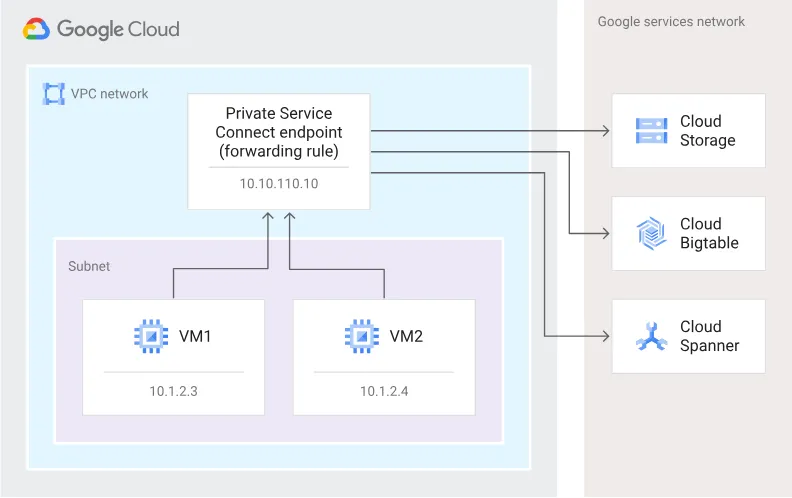 Google Cloud
Google services network
VPC network
Private Service
Connect endpoint
(forwarding rule)
10.10.110.10
Cloud
Storage
Cloud
Bigtable
Subnet
VM1
10.1.2.3
VM2
10.1.2.4
Cloud
Spanner